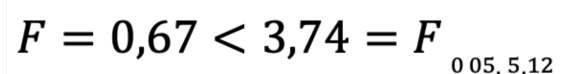 F = 0,67 < 3,74 = F 0 05, 5,12